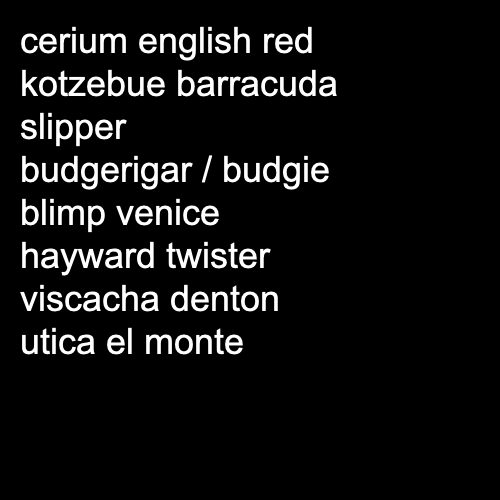 cerium english red
kotzebue barracuda
slipper
budgerigar / budgie
blimp venice
hayward twister
viscacha denton
utica el monte